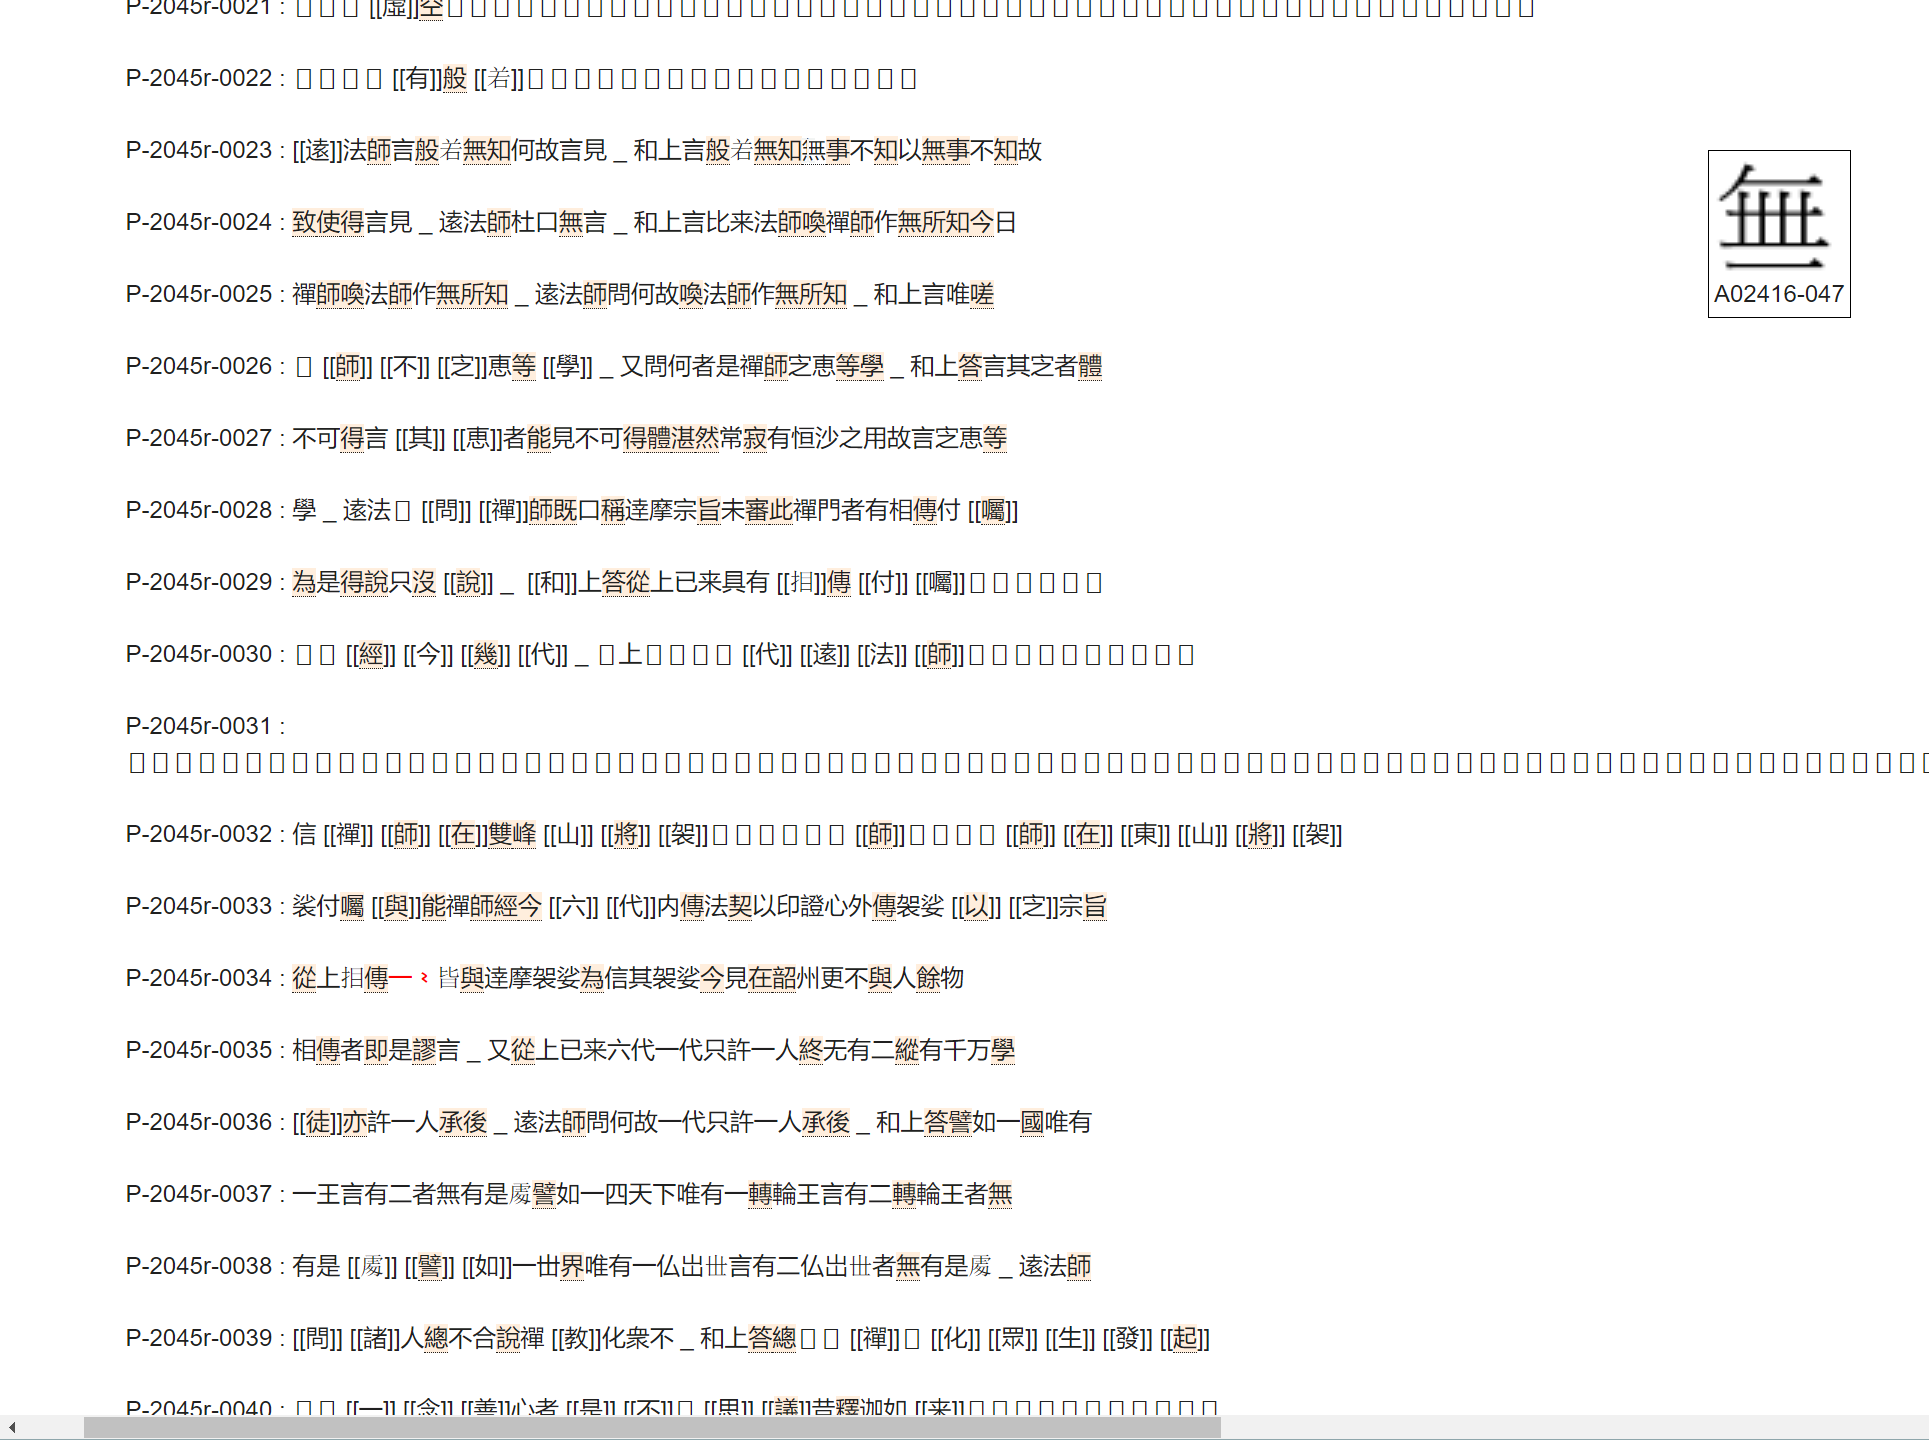 P-2045r-0021 : □□□ [[虛]]空□□□□□□□□□□□□□□□□□□□□□□□□□□□□□□□□□□□□□□□□□□□□□□□
P-2045r-0022 : □□□□ [[有]]般 [[若]]□□□□□□□□□□□□□□□□□
P-2045r-0023 : [[遠]]法師言般若無知何故言見 _ 和上言般若無知無事不知以無事不知故
P-2045r-0024 : 致使得言見 _ 遠法師杜口無言 _ 和上言比来法師喚禪師作無所知今日
A02416-047
P-2045r-0025 : 禪師喚法師作無所知 _ 遠法師問何故喚法師作無所知 _ 和上言唯嗟
P-2045r-0026 : □ [[師]] [[不]] [[㝎]]恵等 [[學]] _ 又問何者是禪師㝎恵等學 _ 和上答言其㝎者體
P-2045r-0027 : 不可得言 [[其]] [[恵]]者能見不可得體湛然常寂有恒沙之用故言㝎恵等
P-2045r-0028 : 學 _ 遠法□ [[問]] [[禪]]師既口稱逹摩宗旨未審此禪門者有相傳付 [[囑]]
P-2045r-0029 : 為是得說只沒 [[說]] _ [[和]]上答從上已来具有 [[抇]]傳 [[付]] [[囑]]□□□□□□
P-2045r-0030 : □□ [[經]] [[今]] [[幾]] [[代]] _ □上□□□□ [[代]] [[遠]] [[法]] [[師]]□□□□□□□□□□
P-2045r-0031 :
□□□□□□□□□□□□□□□□□□□□□□□□□□□□□□□□□□□□□□□□□□□□□□□□□□□□□□□□□□□□□□□□□□□□□□□□□□□□□
P-2045r-0032 : 信 [[禪]] [[師]] [[在]]雙峰 [[山]] [[將]] [[袈]]□□□□□□ [[師]]□□□□ [[師]] [[在]] [[東]] [[山]] [[將]] [[袈]]
P-2045r-0033 : 裟付囑 [[與]]能禪師經今 [[六]] [[代]]内傳法契以印證心外傳袈裟 [[以]] [[㝎]]宗旨
P-2045r-0034 : 從上抇傳一〻皆與逹摩袈裟為信其袈裟今見在韶州更不與人餘物
P-2045r-0035 : 相傳者即是謬言 _ 又從上已来六代一代只許一人終无有二縱有千万學
P-2045r-0036 : [[徒]]亦許一人承後 _ 遠法師問何故一代只許一人承後 _ 和上答譬如一國唯有
P-2045r-0037 : 一王言有二者無有是䖏譬如一四天下唯有一轉輪王言有二轉輪王者無
P-2045r-0038 : 有是 [[䖏]] [[譬]] [[如]]一丗界唯有一仏出卋言有二仏出卋者無有是䖏 _ 遠法師
P-2045r-0039 : [[問]] [[諸]]人總不合說禪 [[教]]化衆不 _ 和上答總□□ [[禪]]□ [[化]] [[眾]] [[生]] [[發]] [[起]]
P-2045r-0040 : □□ [[一]] [[念]] [[善]]心者 [[是]] [[不]]□ [[思]] [[議]]昔釋迦如 [[来]]□□□□□□□□□□□